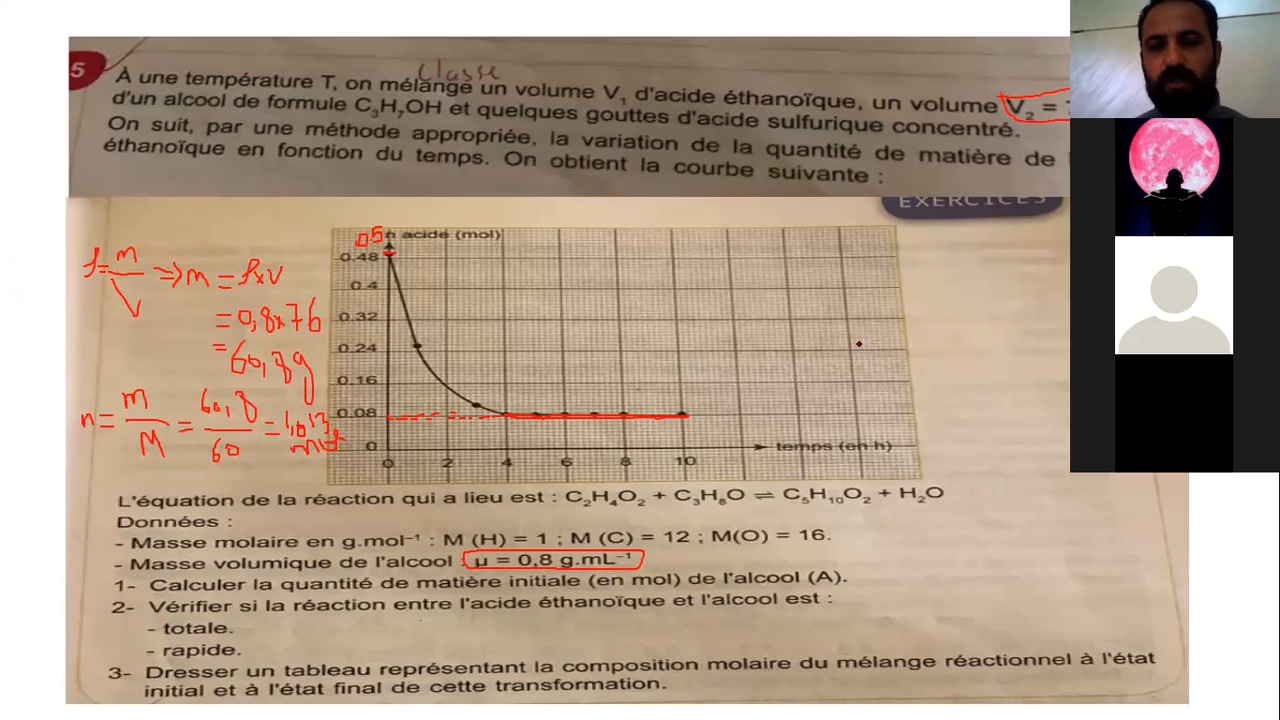 5
Classe
À une température T, on mélange un volume V₁ d'acide éthanoïque, un volume V₂ =
d'un alcool de formule C₃H₇OH et quelques gouttes d'acide sulfurique concentré.
On suit, par une méthode appropriée, la variation de la quantité de matière de
éthanoïque en fonction du temps. On obtient la courbe suivante :
EXERCICES
0.5
n acide (mol)
0.48
0.4
0.32
0.24
0.16
0.08
0
0 2 4 6 8 10
temps (en h)
ρ = m/V => m = ρ×v
= 0,8×76
= 60,8g
n = m/M = 60,8/60 = 1,013
mol
L'équation de la réaction qui a lieu est : C₂H₄O₂ + C₃H₈O ⇌ C₅H₁₀O₂ + H₂O
Données :
- Masse molaire en g.mol⁻¹ : M (H) = 1 ; M (C) = 12 ; M(O) = 16.
- Masse volumique de l'alcool : µ = 0,8 g.mL⁻¹
1- Calculer la quantité de matière initiale (en mol) de l'alcool (A).
2- Vérifier si la réaction entre l'acide éthanoïque et l'alcool est :
- totale.
- rapide.
3- Dresser un tableau représentant la composition molaire du mélange réactionnel à l'état
initial et à l'état final de cette transformation.